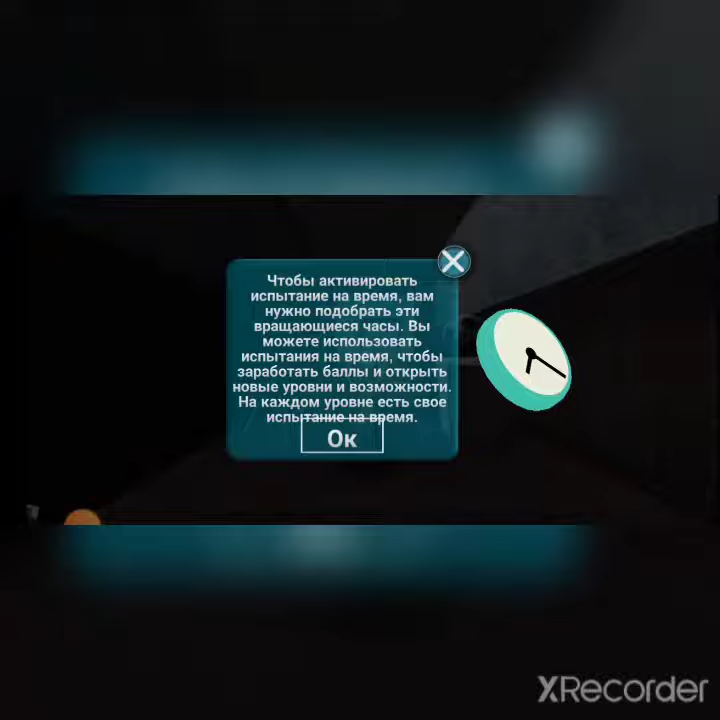 Чтобы активировать
испытание на время, вам
нужно подобрать эти
вращающиеся часы. Вы
можете использовать
испытания на время, чтобы
заработать баллы и открыть
новые уровни и возможности.
На каждом уровне есть свое
испытание на время.
Ок
XRecorder